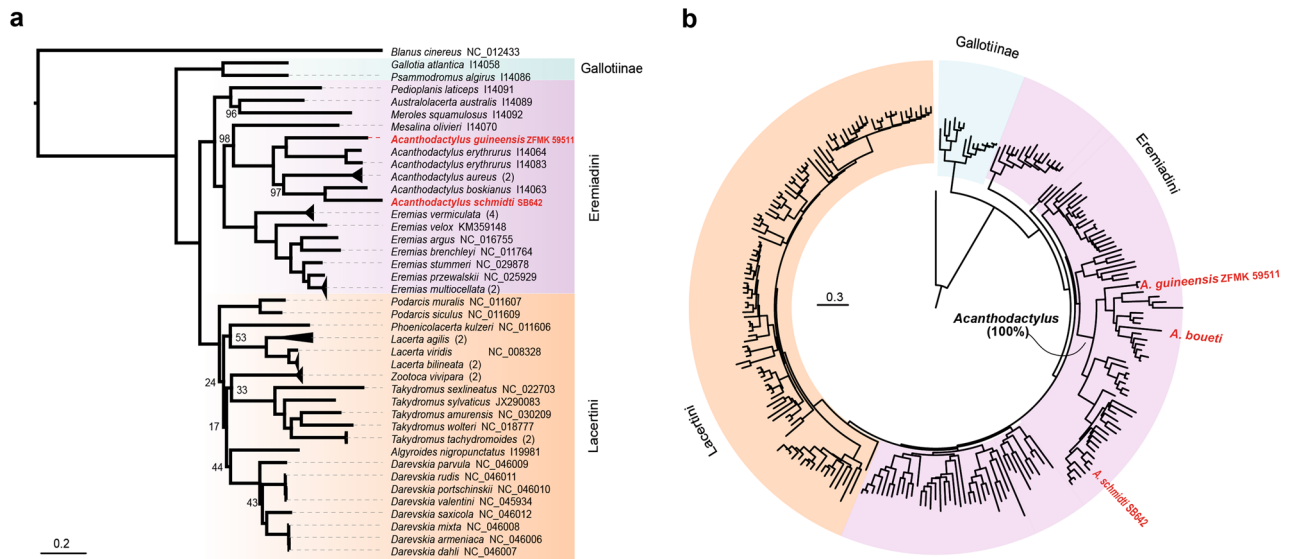 a
Blanus cinereus NC_012433
Gallotia atlantica I14058
Psammodromus algirus I14086
Gallotiinae
Pedioplanis laticeps I14091
Australolacerta australis I14089
96
Meroles squamulosus I14092
Mesalina olivieri I14070
98
Acanthodactylus guineensis ZFMK 59511
Acanthodactylus erythrurus I14064
Acanthodactylus erythrurus I14083
Acanthodactylus aureus (2)
97
Acanthodactylus boskianus I14063
Acanthodactylus schmidti SB642
Eremias vermiculata (4)
Eremias velox KM359148
Eremias argus NC_016755
Eremias brenchleyi NC_011764
Eremias stummeri NC_029878
Eremias przewalskii NC_025929
Eremias multiocellata (2)
Eremiadini
Podarcis muralis NC_011607
Podarcis siculus NC_011609
Phoenicolacerta kulzeri NC_011606
53
Lacerta agilis (2)
Lacerta viridis NC_008328
Lacerta bilineata (2)
24
Zootoca vivipara (2)
33
Takydromus sexlineatus NC_022703
Takydromus sylvaticus JX290083
Takydromus amurensis NC_030209
17
Takydromus wolteri NC_018777
Takydromus tachydromoides (2)
Algyroides nigropunctatus I19981
44
Darevskia parvula NC_046009
Darevskia rudis NC_046011
Darevskia portschinskii NC_046010
43
Darevskia valentini NC_045934
Darevskia saxicola NC_046012
Darevskia mixta NC_046008
Darevskia armeniaca NC_046006
Darevskia dahli NC_046007
Lacertini
0.2
b
Gallotiinae
Eremiadini
A. guineensis ZFMK 59511
0.3
Acanthodactylus
(100%)
A. boueti
Lacertini
A. schmidti SB642